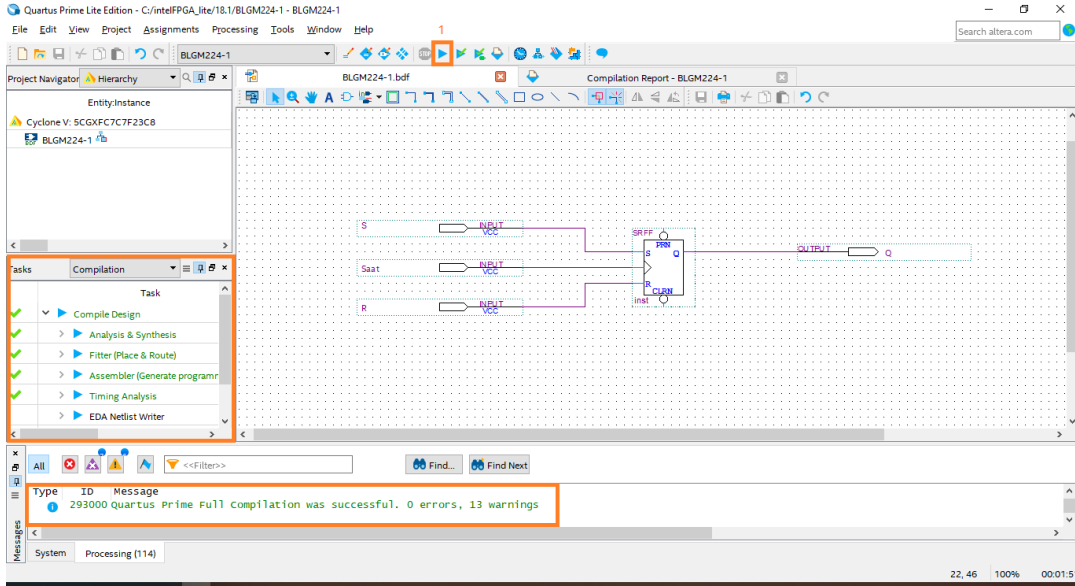 Quartus Prime Lite Edition - C:/intelFPGA_lite/18.1/BLGM224-1 - BLGM224-1
File Edit View Project Assignments Processing Tools Window Help
1
Search altera.com
BLGM224-1
Project Navigator Hierarchy
BLGM224-1.bdf
Compilation Report - BLGM224-1
Entity:Instance
Cyclone V: 5CGXFC7C7F23C8
BLGM224-1
S
INPUT
VCC
SRFF
PRN
S Q
OUTPUT
Q
Saat
INPUT
VCC
R
CLRN
inst
R
INPUT
VCC
Tasks Compilation
Task
Compile Design
Analysis & Synthesis
Fitter (Place & Route)
Assembler (Generate programm
Timing Analysis
EDA Netlist Writer
All
<<Filter>>
Find...
Find Next
Type ID Message
293000 Quartus Prime Full Compilation was successful. 0 errors, 13 warnings
Messages
System Processing (114)
22, 46 100% 00:01:5